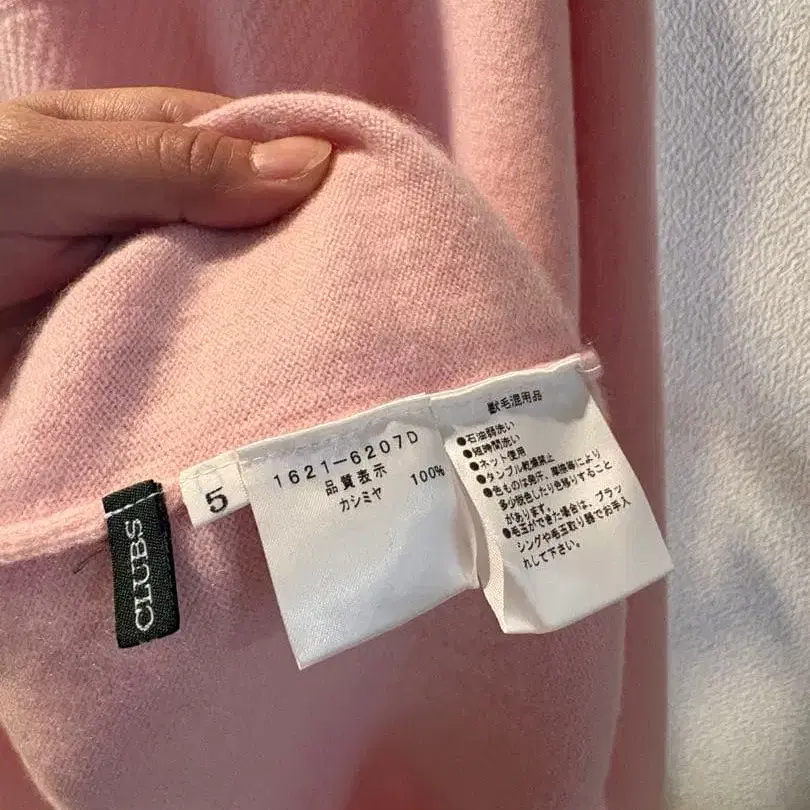 CLUBS
5
1621-6207D
品質表示
カシミヤ 100%
獣毛混用品
●石油弱洗い
●短時間洗い
●ネット使用
●タンブル乾燥禁止
●色ものは発汗、摩擦等により
多少脱色したり色移りすること
があります。
●毛玉ができた場合は、ブラッ
シングや毛玉取り器でお手入
れして下さい。